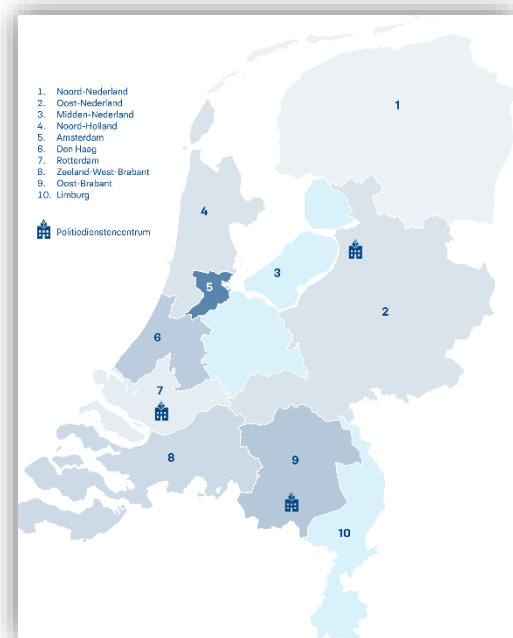 1. Noord-Nederland
2. Oost-Nederland
3. Midden-Nederland
4. Noord-Holland
5. Amsterdam
6. Den Haag
7. Rotterdam
8. Zeeland-West-Brabant
9. Oost-Brabant
10. Limburg
Politiedienstencentrum
1
4
3
5
2
6
7
8
9
10